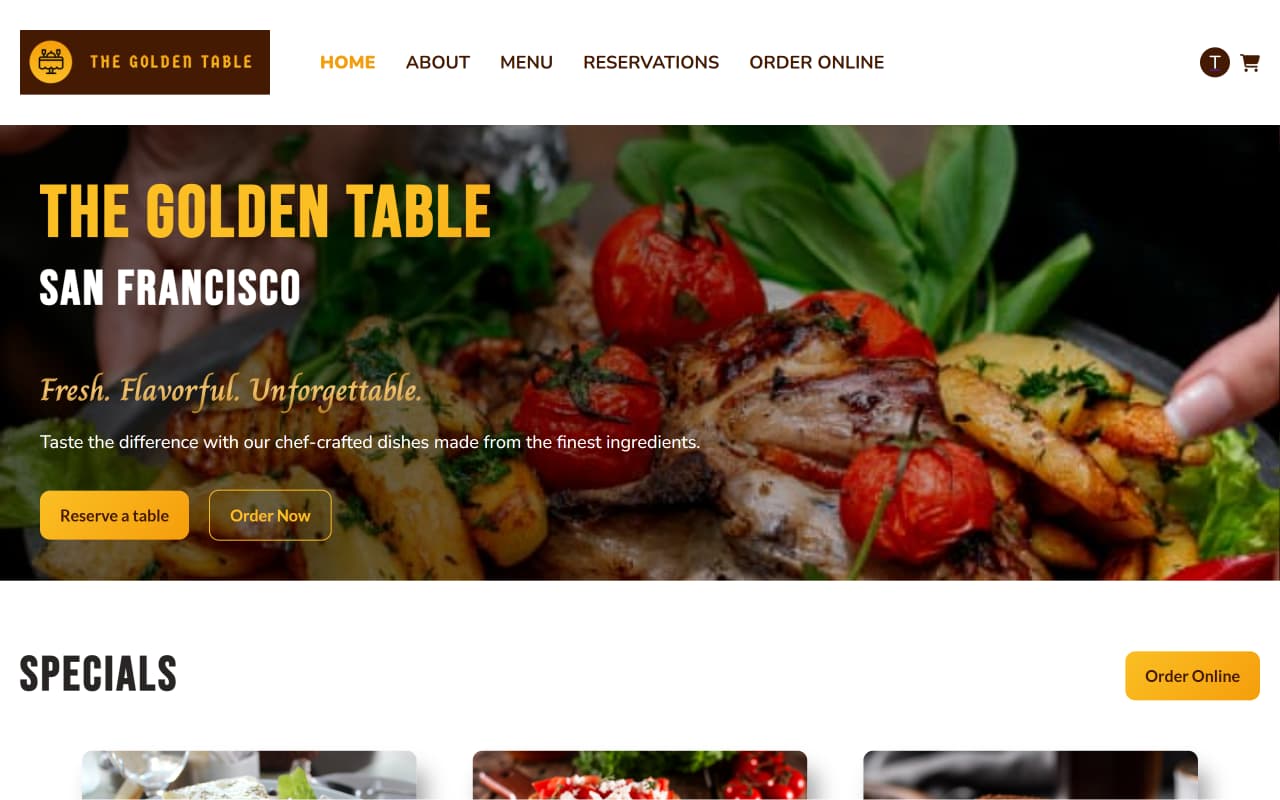 THE GOLDEN TABLE
HOME ABOUT MENU RESERVATIONS ORDER ONLINE
T
THE GOLDEN TABLE
SAN FRANCISCO
Fresh. Flavorful. Unforgettable.
Taste the difference with our chef-crafted dishes made from the finest ingredients.
Reserve a table Order Now
SPECIALS
Order Online